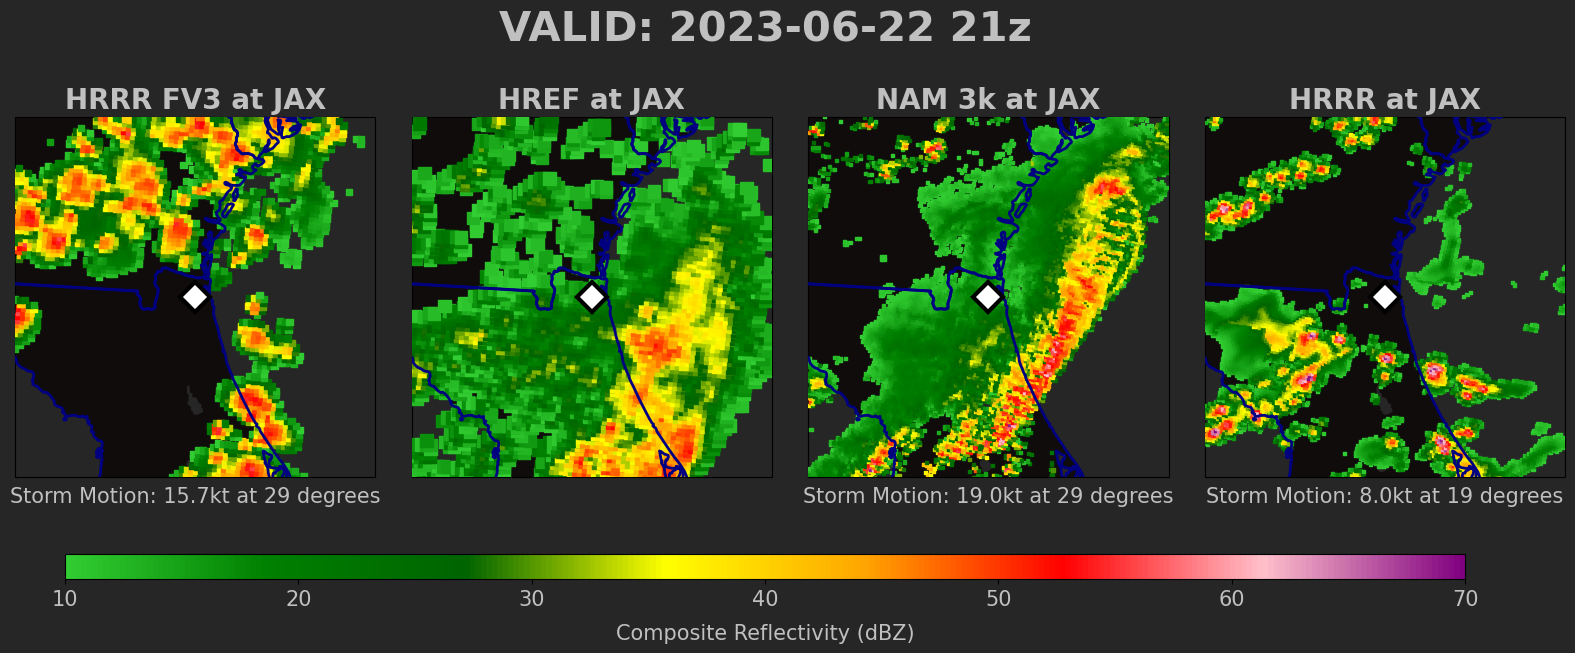 VALID: 2023-06-22 21z
HRRR FV3 at JAX
HREF at JAX
NAM 3k at JAX
HRRR at JAX
Storm Motion: 15.7kt at 29 degrees
Storm Motion: 19.0kt at 29 degrees
Storm Motion: 8.0kt at 19 degrees
10 20 30 40 50 60 70
Composite Reflectivity (dBZ)